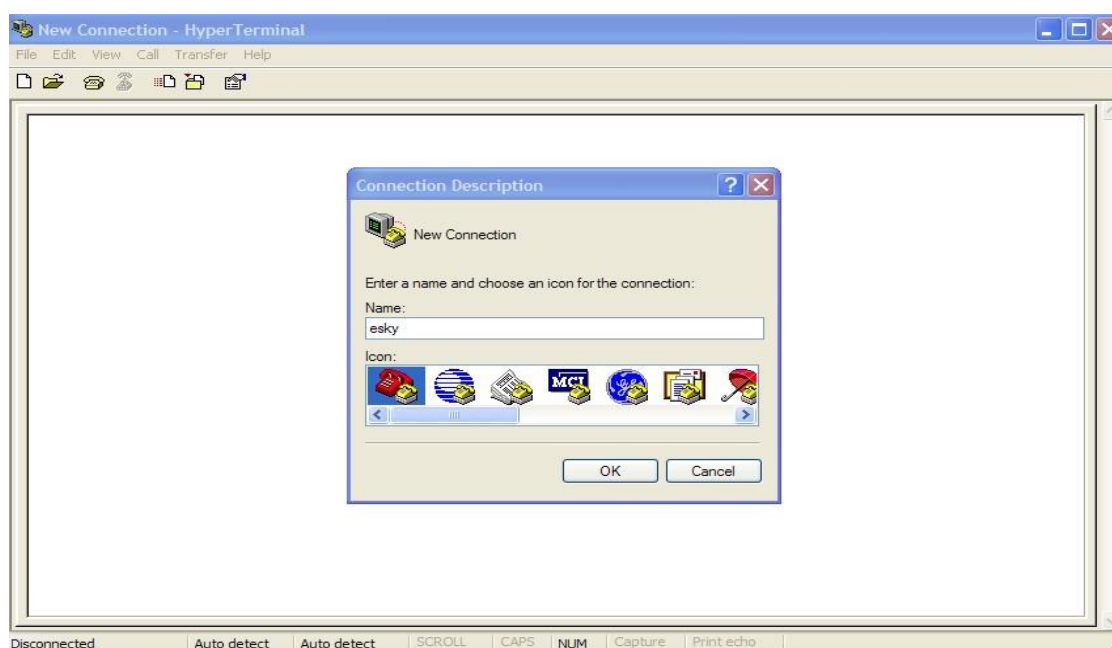 New Connection - HyperTerminal
File Edit View Call Transfer Help
Connection Description
New Connection
Enter a name and choose an icon for the connection:
Name:
esky
Icon:
MCI
OK Cancel
Disconnected Auto detect Auto detect SCROLL CAPS NUM Capture Print echo